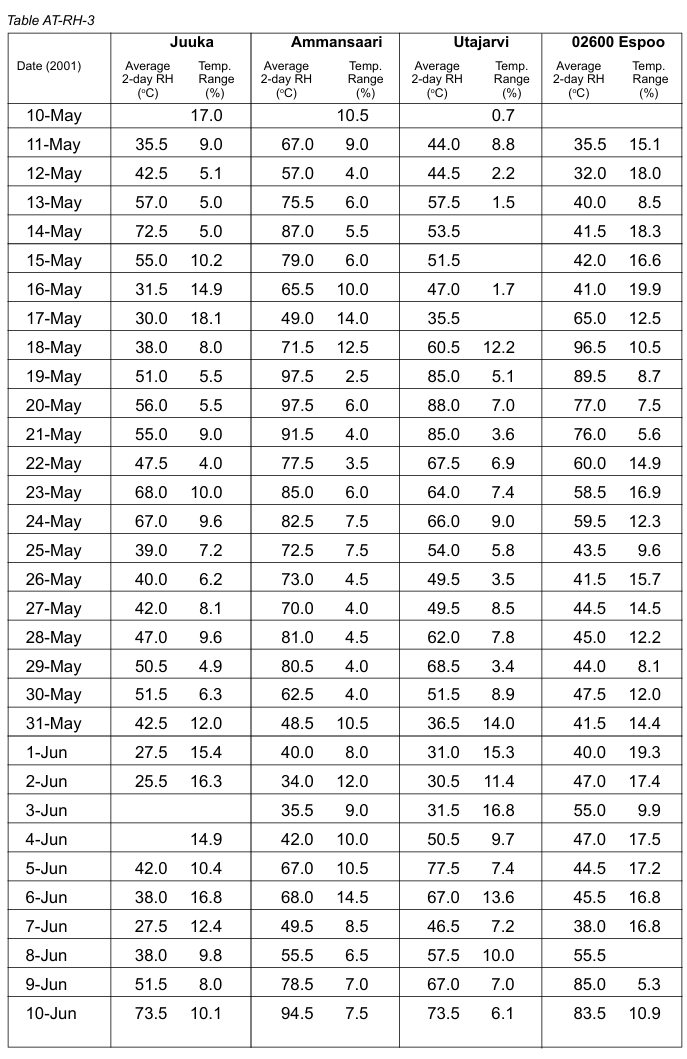 Table AT-RH-3
Juuka Ammansaari Utajarvi 02600 Espoo
Date (2001) Average Temp. Average Temp. Average Temp. Average Temp.
2-day RH Range 2-day RH Range 2-day RH Range 2-day RH Range
(°C) (%) (°C) (%) (°C) (%) (°C) (%)
10-May 17.0 10.5 0.7
11-May 35.5 9.0 67.0 9.0 44.0 8.8 35.5 15.1
12-May 42.5 5.1 57.0 4.0 44.5 2.2 32.0 18.0
13-May 57.0 5.0 75.5 6.0 57.5 1.5 40.0 8.5
14-May 72.5 5.0 87.0 5.5 53.5 41.5 18.3
15-May 55.0 10.2 79.0 6.0 51.5 42.0 16.6
16-May 31.5 14.9 65.5 10.0 47.0 1.7 41.0 19.9
17-May 30.0 18.1 49.0 14.0 35.5 65.0 12.5
18-May 38.0 8.0 71.5 12.5 60.5 12.2 96.5 10.5
19-May 51.0 5.5 97.5 2.5 85.0 5.1 89.5 8.7
20-May 56.0 5.5 97.5 6.0 88.0 7.0 77.0 7.5
21-May 55.0 9.0 91.5 4.0 85.0 3.6 76.0 5.6
22-May 47.5 4.0 77.5 3.5 67.5 6.9 60.0 14.9
23-May 68.0 10.0 85.0 6.0 64.0 7.4 58.5 16.9
24-May 67.0 9.6 82.5 7.5 66.0 9.0 59.5 12.3
25-May 39.0 7.2 72.5 7.5 54.0 5.8 43.5 9.6
26-May 40.0 6.2 73.0 4.5 49.5 3.5 41.5 15.7
27-May 42.0 8.1 70.0 4.0 49.5 8.5 44.5 14.5
28-May 47.0 9.6 81.0 4.5 62.0 7.8 45.0 12.2
29-May 50.5 4.9 80.5 4.0 68.5 3.4 44.0 8.1
30-May 51.5 6.3 62.5 4.0 51.5 8.9 47.5 12.0
31-May 42.5 12.0 48.5 10.5 36.5 14.0 41.5 14.4
1-Jun 27.5 15.4 40.0 8.0 31.0 15.3 40.0 19.3
2-Jun 25.5 16.3 34.0 12.0 30.5 11.4 47.0 17.4
3-Jun 35.5 9.0 31.5 16.8 55.0 9.9
4-Jun 14.9 42.0 10.0 50.5 9.7 47.0 17.5
5-Jun 42.0 10.4 67.0 10.5 77.5 7.4 44.5 17.2
6-Jun 38.0 16.8 68.0 14.5 67.0 13.6 45.5 16.8
7-Jun 27.5 12.4 49.5 8.5 46.5 7.2 38.0 16.8
8-Jun 38.0 9.8 55.5 6.5 57.5 10.0 55.5
9-Jun 51.5 8.0 78.5 7.0 67.0 7.0 85.0 5.3
10-Jun 73.5 10.1 94.5 7.5 73.5 6.1 83.5 10.9